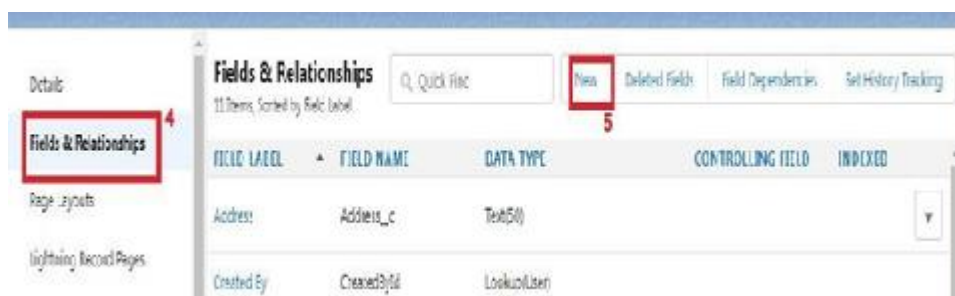 Details
Fields & Relationships
4
Page Layouts
Lightning Record Pages
Fields & Relationships
11 Items, Sorted by Field Label
Quick Find
New
Deleted Fields
Field Dependencies
Set History Tracking
5
FIELD LABEL
FIELD NAME
DATA TYPE
CONTROLLING FIELD
INDEXED
Address
Address__c
Text(50)
Created By
CreatedById
Lookup(User)